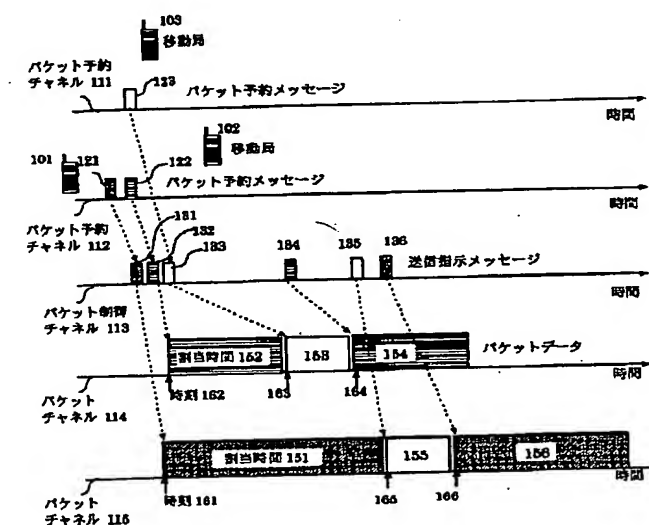 103
移動局
パケット予約
チャネル 111
123
パケット予約メッセージ
時間
101
121
122
102
移動局
パケット予約メッセージ
時間
パケット予約
チャネル 112
131
132
133
134
135
136
送信指示メッセージ
時間
パケット制御
チャネル 113
割当時間 152
153
154
パケットデータ
時間
パケット
チャネル 114
時刻 162
163
164
割当時間 151
155
156
時間
パケット
チャネル 115
時刻 161
165
166